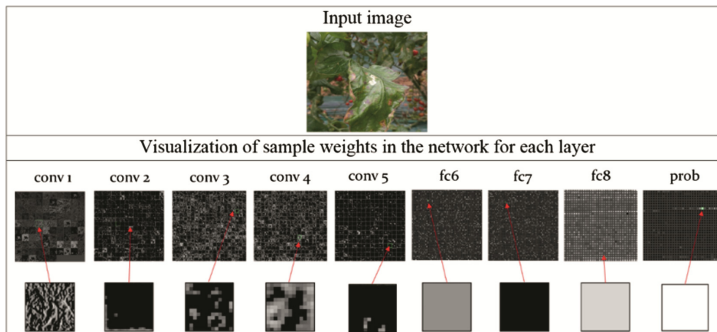 Input image
Visualization of sample weights in the network for each layer
conv 1 conv 2 conv 3 conv 4 conv 5 fc6 fc7 fc8 prob